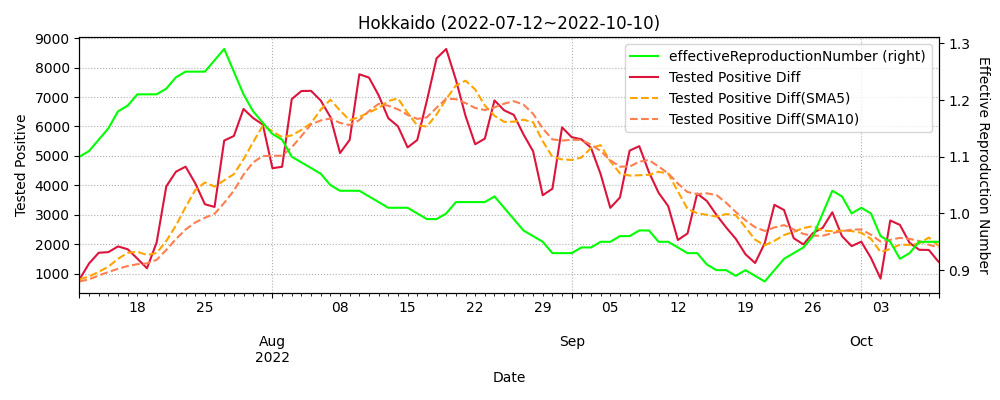 Hokkaido (2022-07-12~2022-10-10)
effectiveReproductionNumber (right)
Tested Positive Diff
Tested Positive Diff(SMA5)
Tested Positive Diff(SMA10)
Tested Positive
9000
8000
7000
6000
5000
4000
3000
2000
1000
1.3
1.2
1.1
1.0
0.9
Effective Reproduction Number
18 25 08 15 22 29 05 12 19 26 03
Aug Sep Oct
2022
Date